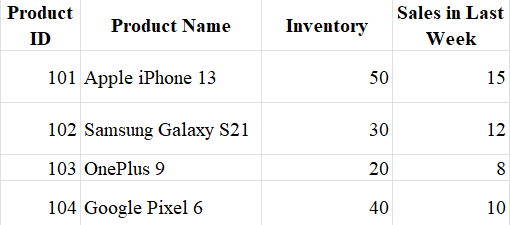 Product ID Product Name Inventory Sales in Last Week
101 Apple iPhone 13 50 15
102 Samsung Galaxy S21 30 12
103 OnePlus 9 20 8
104 Google Pixel 6 40 10